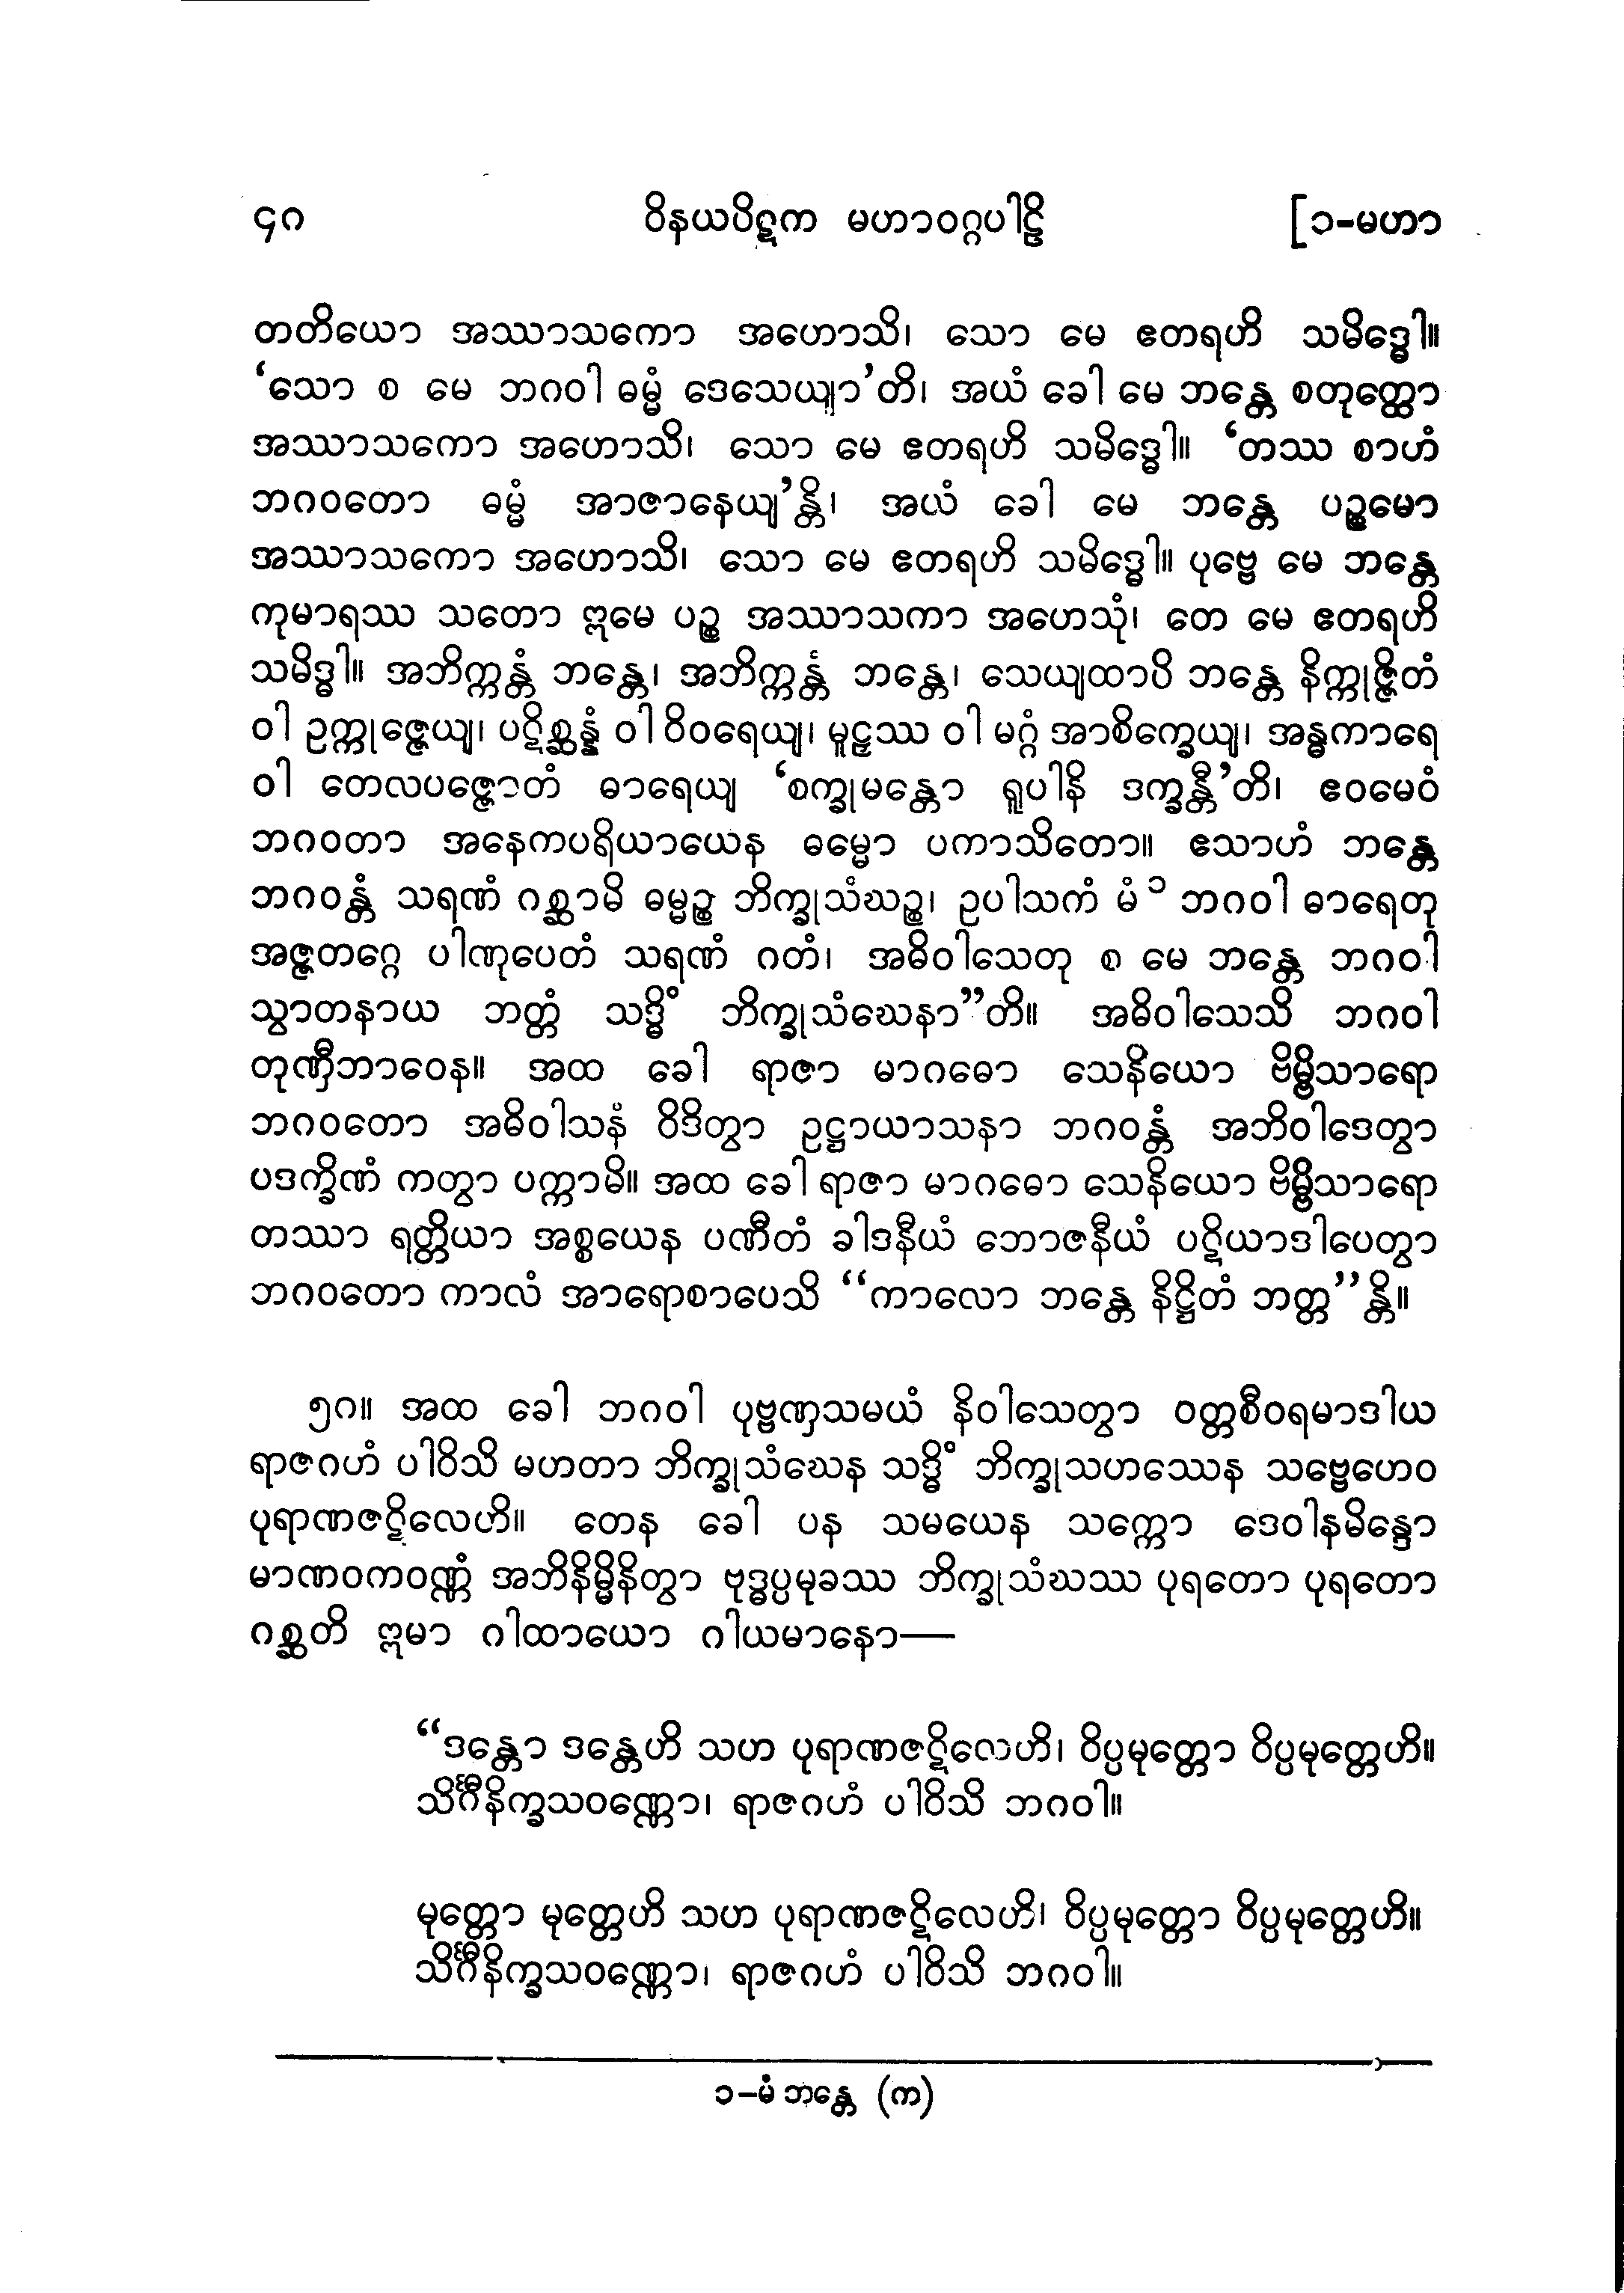 ၄၈ ဝိနယပိဋက မဟာဝဂ္ဂပါဠိ [၁-မဟာ
တတိယော အဿာသကော အဟောသိ၊ သော မေ ဧတရဟိ သမိဒ္ဓေါ။
‘သော စ မေ ဘဂဝါ ဓမ္မံ ဒေသေယျာ’တိ၊ အယံ ခေါ မေ ဘန္တေ စတုတ္ထော
အဿာသကော အဟောသိ၊ သော မေ ဧတရဟိ သမိဒ္ဓေါ။ ‘တဿ စာဟံ
ဘဂဝတော ဓမ္မံ အာဇာနေယျ’န္တိ၊ အယံ ခေါ မေ ဘန္တေ ပဉ္စမော
အဿာသကော အဟောသိ၊ သော မေ ဧတရဟိ သမိဒ္ဓေါ။ ပုဗ္ဗေ မေ ဘန္တေ
ကုမာရဿ သတော ဣမေ ပဉ္စ အဿာသကာ အဟေသုံ၊ တေ မေ ဧတရဟိ
သမိဒ္ဓါ။ အဘိက္ကန္တံ ဘန္တေ၊ အဘိက္ကန္တံ ဘန္တေ၊ သေယျထာပိ ဘန္တေ နိက္ကုဇ္ဇိတံ
ဝါ ဥက္ကုဇ္ဇေယျ၊ ပဋိစ္ဆန္နံ ဝါ ဝိဝရေယျ၊ မူဠှဿ ဝါ မဂ္ဂံ အာစိက္ခေယျ၊ အန္ဓကာရေ
ဝါ တေလပဇ္ဇောတံ ဓာရေယျ ‘စက္ခုမန္တော ရူပါနိ ဒက္ခန္တီ’တိ၊ ဧဝမေဝံ
ဘဂဝတာ အနေကပရိယာယေန ဓမ္မော ပကာသိတော။ ဧသာဟံ ဘန္တေ
ဘဂဝန္တံ သရဏံ ဂစ္ဆာမိ ဓမ္မဉ္စ ဘိက္ခုသံဃဉ္စ၊ ဥပါသကံ မံ ၁ ဘဂဝါ ဓာရေတု
အဇ္ဇတဂ္ဂေ ပါဏုပေတံ သရဏံ ဂတံ၊ အဓိဝါသေတု စ မေ ဘန္တေ ဘဂဝါ
သွာတနာယ ဘတ္တံ သဒ္ဓိံ ဘိက္ခုသံဃေနာ”တိ။ အဓိဝါသေသိ ဘဂဝါ
တုဏှီဘာဝေန။ အထ ခေါ ရာဇာ မာဂဓော သေနိယော ဗိမ္ဗိသာရော
ဘဂဝတော အဓိဝါသနံ ဝိဒိတွာ ဥဋ္ဌာယာသနာ ဘဂဝန္တံ အဘိဝါဒေတွာ
ပဒက္ခိဏံ ကတွာ ပက္ကာမိ။ အထ ခေါ ရာဇာ မာဂဓော သေနိယော ဗိမ္ဗိသာရော
တဿာ ရတ္တိယာ အစ္စယေန ပဏီတံ ခါဒနီယံ ဘောဇနီယံ ပဋိယာဒါပေတွာ
ဘဂဝတော ကာလံ အာရောစာပေသိ “ကာလော ဘန္တေ နိဋ္ဌိတံ ဘတ္တ”န္တိ။
၅၈။ အထ ခေါ ဘဂဝါ ပုဗ္ဗဏှသမယံ နိဝါသေတွာ ဝတ္တစီဝရမာဒါယ
ရာဇဂဟံ ပါဝိသိ မဟတာ ဘိက္ခုသံဃေန သဒ္ဓိံ ဘိက္ခုသဟဿေန သဗ္ဗေဟေဝ
ပုရာဏဇဋိလေဟိ။ တေန ခေါ ပန သမယေန သက္ကော ဒေဝါနမိန္ဒော
မာဏဝကဝဏ္ဏံ အဘိနိမ္မိနိတွာ ဗုဒ္ဓပ္ပမုခဿ ဘိက္ခုသံဃဿ ပုရတော ပုရတော
ဂစ္ဆတိ ဣမာ ဂါထာယော ဂါယမာနော—
“ဒန္တော ဒန္တေဟိ သဟ ပုရာဏဇဋိလေဟိ၊ ဝိပ္ပမုတ္တော ဝိပ္ပမုတ္တေဟိ။
သိင်္ဂီနိက္ခသဝဏ္ဏော၊ ရာဇဂဟံ ပါဝိသိ ဘဂဝါ။
မုတ္တော မုတ္တေဟိ သဟ ပုရာဏဇဋိလေဟိ၊ ဝိပ္ပမုတ္တော ဝိပ္ပမုတ္တေဟိ။
သိင်္ဂီနိက္ခသဝဏ္ဏော၊ ရာဇဂဟံ ပါဝိသိ ဘဂဝါ။
၁-မံ ဘန္တေ (က)